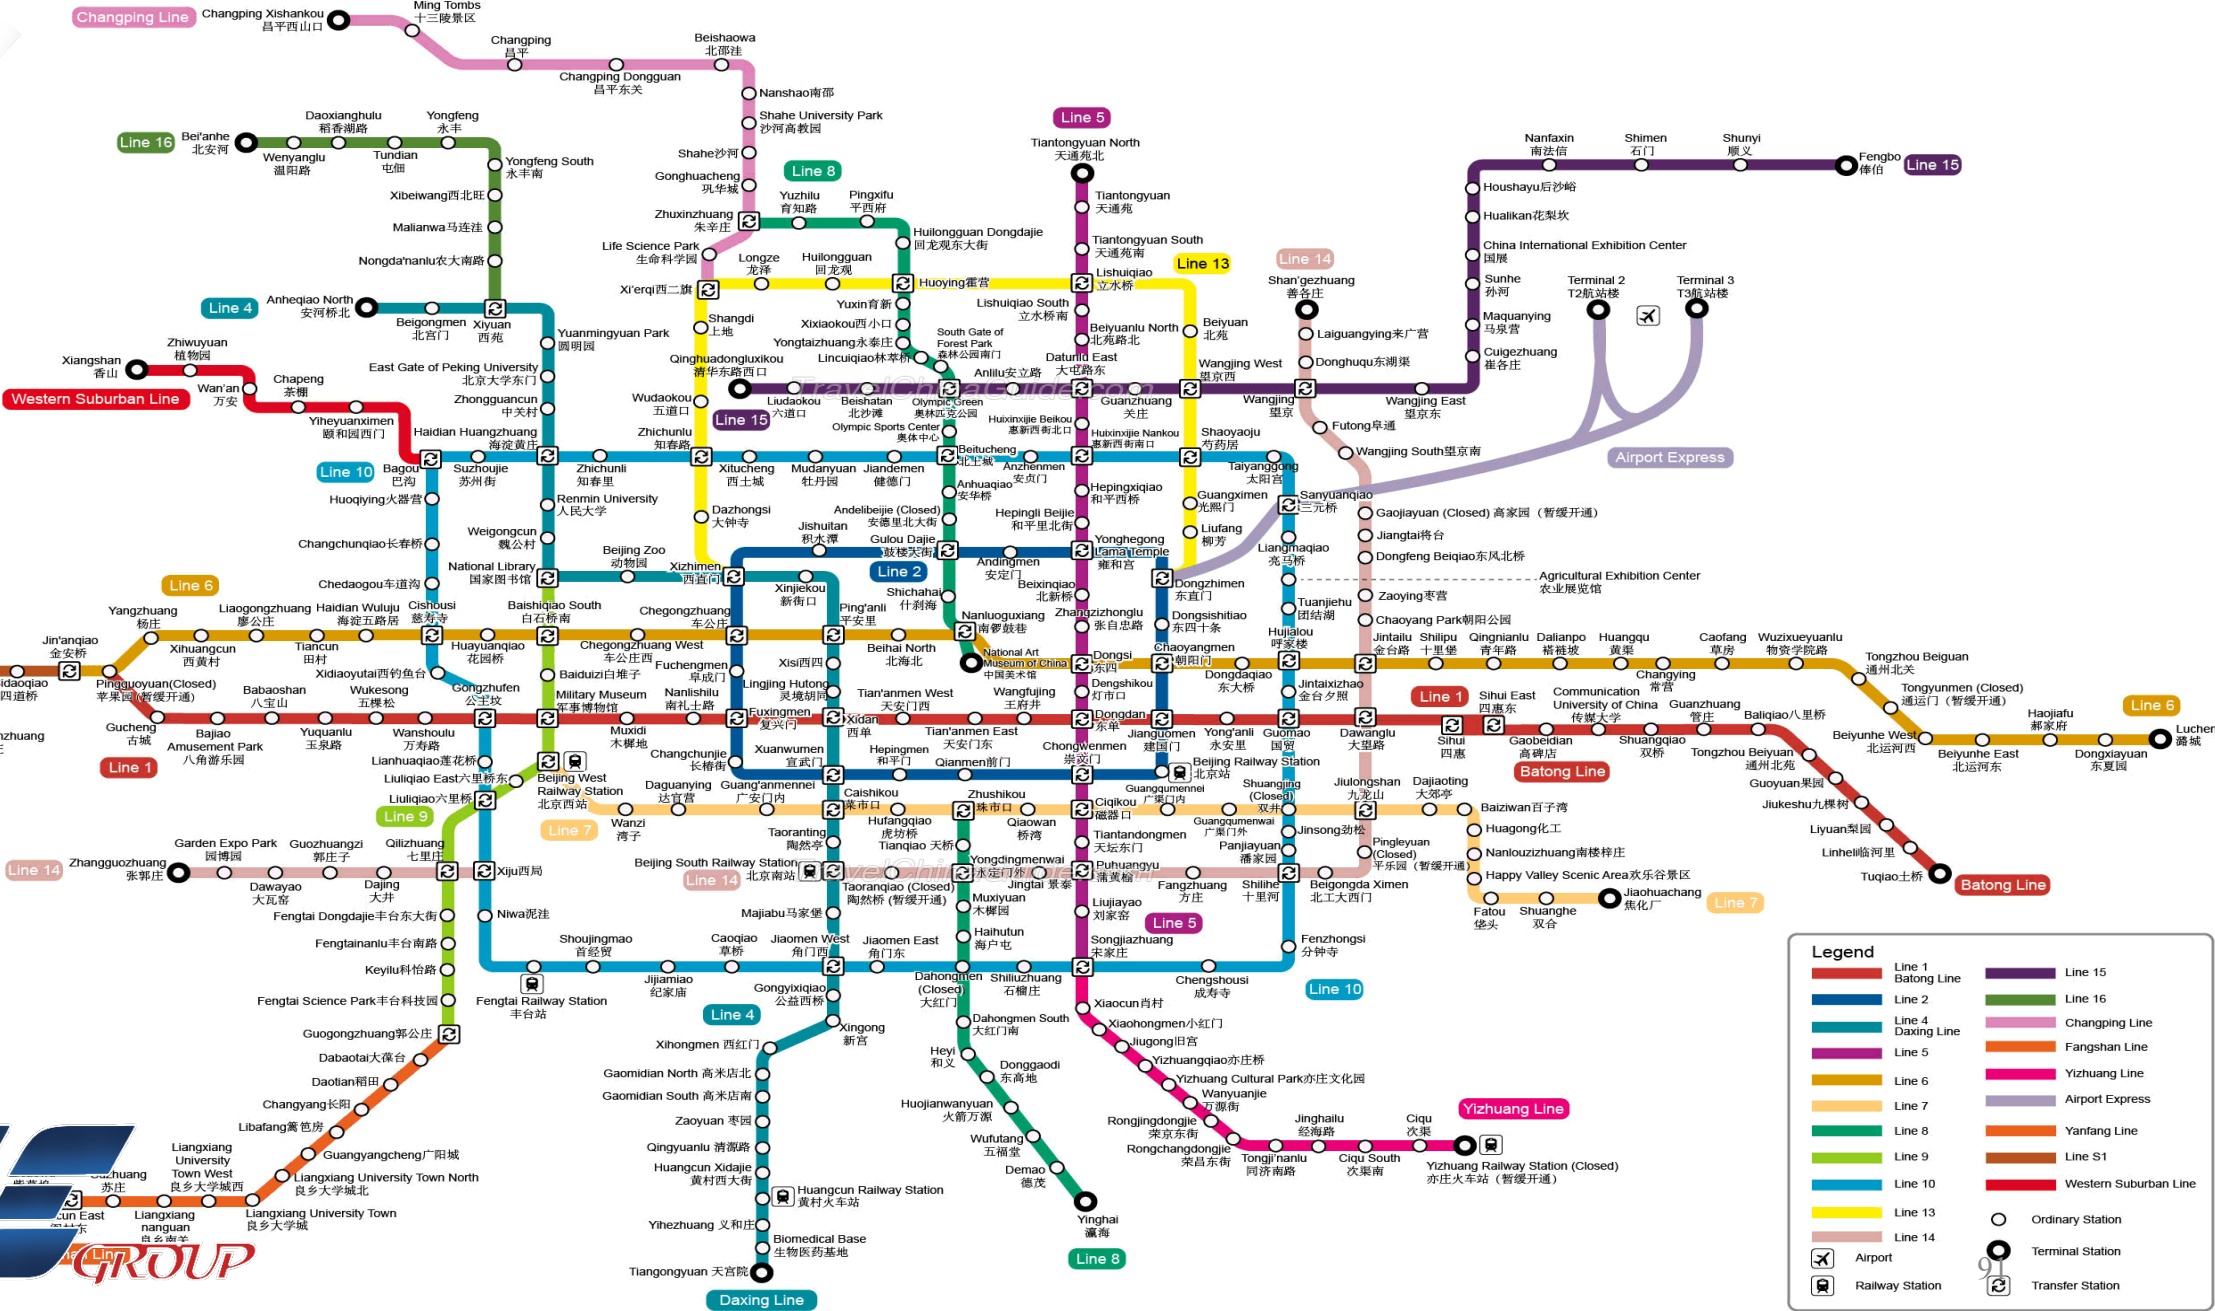 Changping Line
Changping Xishankou
昌平西山口
Ming Tombs
十三陵景区
Changping
昌平
Changping Dongguan
昌平东关
Beishaowa
北邵洼
Nanshao南邵
Shahe University Park
沙河高教园
Shahe沙河
Gonghuacheng
巩华城
Zhuxinzhuang
朱辛庄
Life Science Park
生命科学园
Xi'erqi西二旗
Line 16
Bei'anhe
北安河
Wenyanglu
温阳路
Daoxianghulu
稻香湖路
Tundian
屯佃
Yongfeng
永丰
Yongfeng South
永丰南
Xibeiwang西北旺
Malianwa马连洼
Nongda'nanlu农大南路
Line 4
Anheqiao North
安河桥北
Beigongmen
北宫门
Xiyuan
西苑
Yuanmingyuan Park
圆明园
East Gate of Peking University
北京大学东门
Zhongguancun
中关村
Haidian Huangzhuang
海淀黄庄
Renmin University
人民大学
Weigongcun
魏公村
National Library
国家图书馆
Beijing Zoo
动物园
Xizhimen
西直门
Xinjiekou
新街口
Ping'anli
平安里
Xisi西四
Lingjing Hutong
灵境胡同
Xidan
西单
Xuanwumen
宣武门
Caishikou
菜市口
Taoranting
陶然亭
Beijing South Railway Station
北京南站
Majiabu马家堡
Jiaomen West
角门西
Gongyixiqiao
公益西桥
Xingong
新宫
Line 4
Xihongmen 西红门
Gaomidian North 高米店北
Gaomidian South 高米店南
Zaoyuan 枣园
Qingyuanlu 清源路
Huangcun Xidajie
黄村西大街
Huangcun Railway Station
黄村火车站
Yihezhuang 义和庄
Biomedical Base
生物医药基地
Tiangongyuan 天宫院
Daxing Line
Xiangshan
香山
Zhiwuyuan
植物园
Wan'an
万安
Chapeng
茶棚
Yiheyuanximen
颐和园西门
Western Suburban Line
Line 10
Bagou
巴沟
Suzhoujie
苏州街
Zhichunli
知春里
Zhichunlu
知春路
Xitucheng
西土城
Mudanyuan
牡丹园
Jiandemen
健德门
Beitucheng
北土城
Anzhenmen
安贞门
Huixinxijie Nankou
惠新西街南口
Shaoyaoju
芍药居
Taiyanggong
太阳宫
Sanyuanqiao
三元桥
Liangmaqiao
亮马桥
Agricultural Exhibition Center
农业展览馆
Tuanjiehu
团结湖
Hujialou
呼家楼
Jintaixizhao
金台夕照
Guomao
国贸
Shuangjing
(Closed)
双井
Jinsong劲松
Panjiayuan
潘家园
Shilihe
十里河
Fenzhongsi
分钟寺
Line 10
Chengshousi
成寿寺
Songjiazhuang
宋家庄
Shiliuzhuang
石榴庄
Dahongmen
(Closed)
大红门
Jiaomen East
角门东
Caoqiao
草桥
Jijiamiao
纪家庙
Shoujingmao
首经贸
Fengtai Railway Station
丰台站
Niwa泥洼
Xiju西局
Liuliqiao六里桥
Lianhuaqiao莲花桥
Gongzhufen
公主坟
Xidiaoyutai西钓鱼台
Cishousi
慈寿寺
Chedaogou车道沟
Changchunqiao长春桥
Huoqiying火器营
Line 8
Yuzhilu
育知路
Pingxifu
平西府
Huilongguan Dongdajie
回龙观东大街
Huoying霍营
Yuxin育新
Xixiaokou西小口
Yongtaizhuang永泰庄
Lincuiqiao林萃桥
South Gate of
Forest Park
森林公园南门
Olympic Green
奥林匹克公园
Olympic Sports Center
奥体中心
Anhuaqiao
安华桥
Andelibeijie (Closed)
安德里北大街
Gulou Dajie
鼓楼大街
Shichahai
什刹海
Nanluoguxiang
南锣鼓巷
National Art
Museum of China
中国美术馆
Longze
龙泽
Huilongguan
回龙观
Line 13
Shangdi
上地
Wudaokou
五道口
Dazhongsi
大钟寺
Lishuiqiao
立水桥
Beiyuan
北苑
Wangjing West
望京西
Guangximen
光熙门
Liufang
柳芳
Dongzhimen
东直门
Line 5
Tiantongyuan North
天通苑北
Tiantongyuan
天通苑
Tiantongyuan South
天通苑南
Lishuiqiao South
立水桥南
Beiyuanlu North
北苑路北
Datunlu East
大屯路东
Huixinxijie Beikou
惠新西街北口
Hepingxiqiao
和平西桥
Hepingli Beijie
和平里北街
Yonghegong
Lama Temple
雍和宫
Beixinqiao
北新桥
Zhangzizhonglu
张自忠路
Dongsi
东四
Dengshikou
灯市口
Dongdan
东单
Chongwenmen
崇文门
Ciqikou
磁器口
Tiantandongmen
天坛东门
Puhuangyu
蒲黄榆
Liujiayao
刘家窑
Line 5
Qinghuadongluxikou
清华东路西口
Line 15
Liudaokou
六道口
Beishatan
北沙滩
Anlilu安立路
Guanzhuang
关庄
Wangjing
望京
Wangjing East
望京东
Cuigezhuang
崔各庄
Maquanying
马泉营
Sunhe
孙河
China International Exhibition Center
国展
Hualikan花梨坎
Houshayu后沙峪
Nanfaxin
南法信
Shimen
石门
Shunyi
顺义
Fengbo
俸伯
Line 15
Line 14
Shan'gezhuang
善各庄
Laiguangying来广营
Donghuqu东湖渠
Futong阜通
Wangjing South望京南
Gaojiayuan (Closed) 高家园（暂缓开通）
Jiangtai将台
Dongfeng Beiqiao东风北桥
Zaoying枣营
Chaoyang Park朝阳公园
Jintailu
金台路
Dawanglu
大望路
Jiulongshan
九龙山
Pingleyuan
(Closed)
平乐园（暂缓开通）
Beigongda Ximen
北工大西门
Fangzhuang
方庄
Jingtai 景泰
Yongdingmenwai
永定门外
Taoranqiao (Closed)
陶然桥 (暂缓开通)
Line 14
Terminal 2
T2航站楼
Terminal 3
T3航站楼
Airport Express
TravelChinaGuide.com
Line 2
Jishuitan
积水潭
Andingmen
安定门
Dongsishitiao
东四十条
Chaoyangmen
朝阳门
Jianguomen
建国门
Beijing Railway Station
北京站
Qianmen前门
Hepingmen
和平门
Changchunjie
长椿街
Fuxingmen
复兴门
Fuchengmen
阜成门
Chegongzhuang
车公庄
Line 6
Jin'anqiao
金安桥
Yangzhuang
杨庄
Xihuangcun
西黄村
Liaogongzhuang
廖公庄
Tiancun
田村
Haidian Wuluju
海淀五路居
Huayuanqiao
花园桥
Baishiqiao South
白石桥南
Chegongzhuang West
车公庄西
Beihai North
北海北
Dongdaqiao
东大桥
Shilipu
十里堡
Qingnianlu
青年路
Dalianpo
褡裢坡
Huangqu
黄渠
Changying
常营
Caofang
草房
Wuzixueyuanlu
物资学院路
Tongzhou Beiguan
通州北关
Tongyunmen (Closed)
通运门（暂缓开通）
Beiyunhe West
北运河西
Beiyunhe East
北运河东
Haojiafu
郝家府
Dongxiayuan
东夏园
Line 6
Lucheng
潞城
idaoqiao
四道桥
Pingguoyuan(Closed)
苹果园(暂缓开通)
Gucheng
古城
Line 1
Bajiao
Amusement Park
八角游乐园
Babaoshan
八宝山
Yuquanlu
玉泉路
Wukesong
五棵松
Wanshoulu
万寿路
Military Museum
军事博物馆
Muxidi
木樨地
Nanlishilu
南礼士路
Tian'anmen West
天安门西
Tian'anmen East
天安门东
Wangfujing
王府井
Yong'anli
永安里
Line 1
Sihui
四惠
Sihui East
四惠东
Batong Line
Gaobeidian
高碑店
Communication
University of China
传媒大学
Shuangqiao
双桥
Guanzhuang
管庄
Baliqiao八里桥
Tongzhou Beiyuan
通州北苑
Guoyuan果园
Jiukeshu九棵树
Liyuan梨园
Linheli临河里
Tuqiao土桥
Batong Line
nzhuang
Baiduizi白堆子
Beijing West
Railway Station
北京西站
Liuliqiao East六里桥东
Line 9
Qilizhuang
七里庄
Fengtai Dongdajie丰台东大街
Fengtainanlu丰台南路
Keyilu科怡路
Fengtai Science Park丰台科技园
Guogongzhuang郭公庄
Line 7
Wanzi
湾子
Daguanying
达官营
Guang'anmennei
广安门内
Hufangqiao
虎坊桥
Zhushikou
珠市口
Qiaowan
桥湾
Guangqumennei
广渠门内
Guangqumenwai
广渠门外
Dajiaoting
大郊亭
Baiziwan百子湾
Huagong化工
Nanlouzizhuang南楼梓庄
Happy Valley Scenic Area欢乐谷景区
Fatou
垡头
Shuanghe
双合
Jiaohuachang
焦化厂
Line 7
Line 14
Zhangguozhuang
张郭庄
Garden Expo Park
园博园
Dawayao
大瓦窑
Guozhuangzi
郭庄子
Dajing
大井
Tianqiao 天桥
Muxiyuan
木樨园
Haihutun
海户屯
Dahongmen South
大红门南
Heyi
和义
Donggaodi
东高地
Huojianwanyuan
火箭万源
Wufutang
五福堂
Demao
德茂
Yinghai
瀛海
Line 8
Xiaocun肖村
Xiaohongmen小红门
Jiugong旧宫
Yizhuangqiao亦庄桥
Yizhuang Cultural Park亦庄文化园
Wanyuanjie
万源街
Rongjingdongjie
荣京东街
Rongchangdongjie
荣昌东街
Tongji'nanlu
同济南路
Jinghailu
经海路
Ciqu South
次渠南
Ciqu
次渠
Yizhuang Line
Yizhuang Railway Station (Closed)
亦庄火车站（暂缓开通）
Dabaotai大葆台
Daotian稻田
Changyang长阳
Libafang篱笆房
Guangyangcheng广阳城
Liangxiang University Town North
良乡大学城北
Liangxiang University Town
良乡大学城
Liangxiang
University
Town West
良乡大学城西
Liangxiang
nanguan
良乡南关
zhuang
苏庄
cun East
GROUP
Legend
Line 1
Batong Line
Line 2
Line 4
Daxing Line
Line 5
Line 6
Line 7
Line 8
Line 9
Line 10
Line 13
Line 14
Airport
Railway Station
Line 15
Line 16
Changping Line
Fangshan Line
Yizhuang Line
Airport Express
Yanfang Line
Line S1
Western Suburban Line
Ordinary Station
Terminal Station
Transfer Station
91